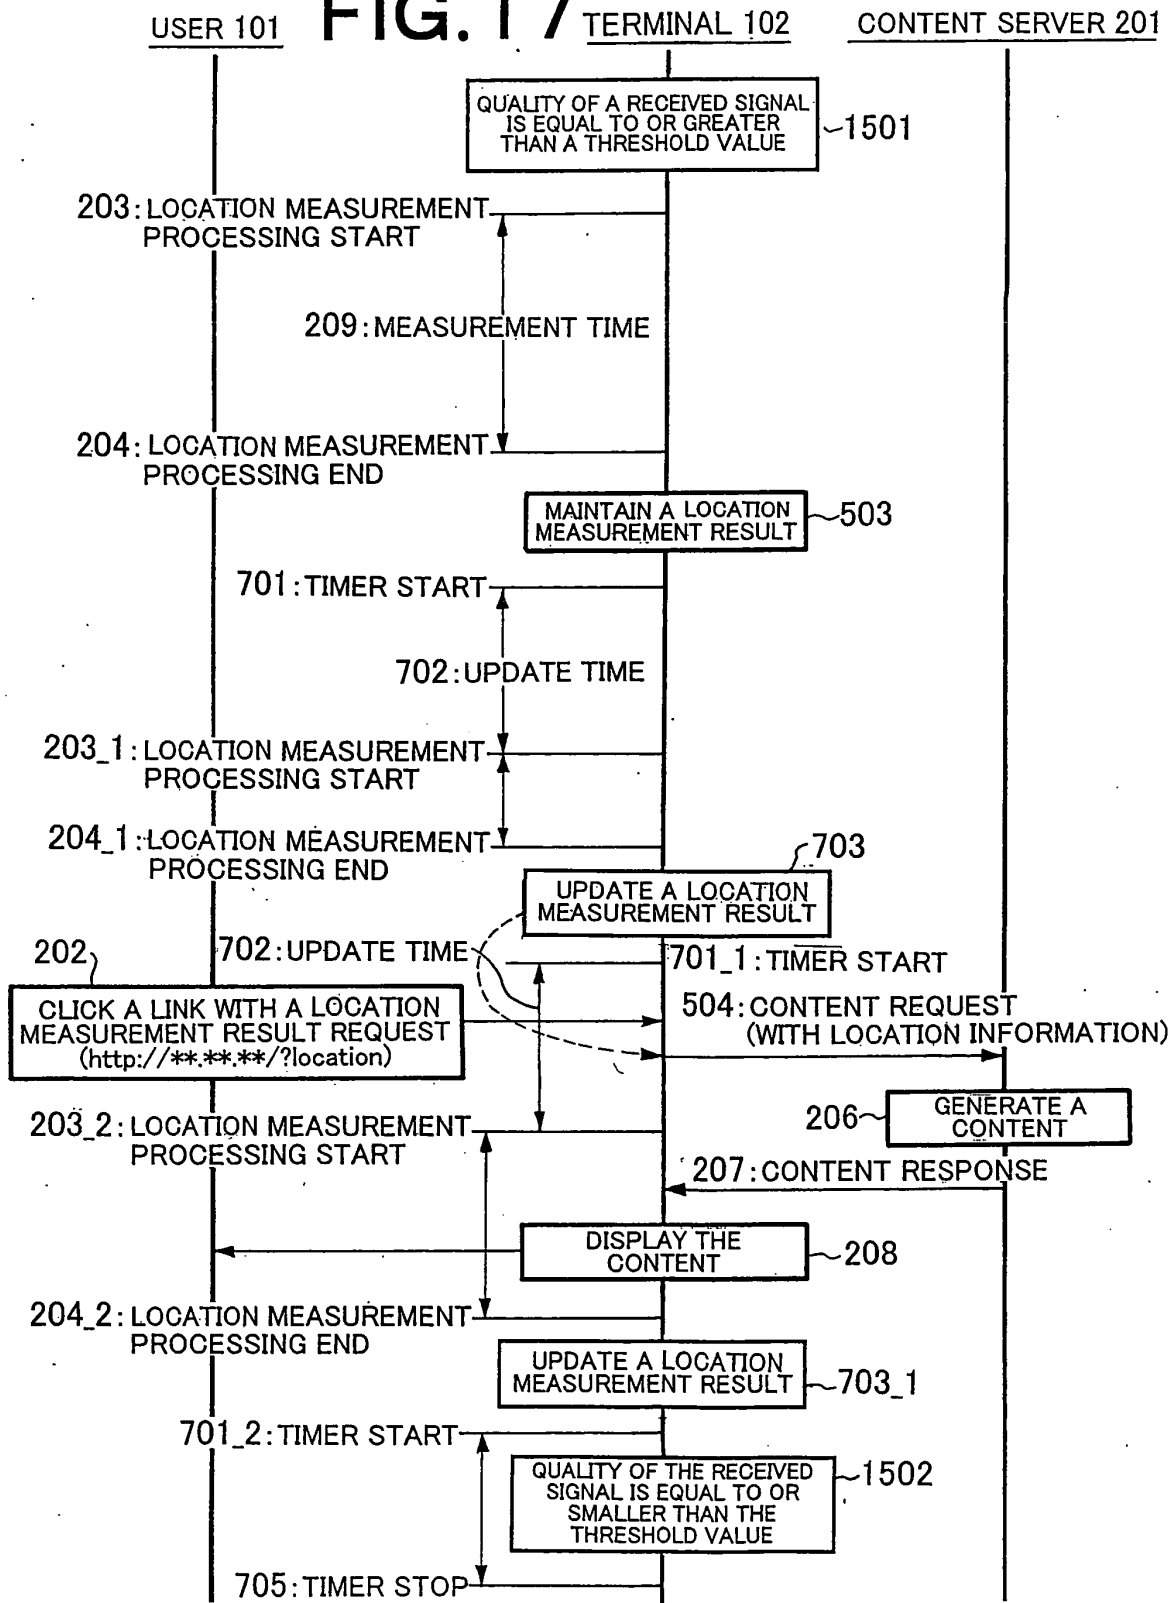 FIG. 17
USER 101
TERMINAL 102
CONTENT SERVER 201
QUALITY OF A RECEIVED SIGNAL
IS EQUAL TO OR GREATER
THAN A THRESHOLD VALUE
1501
203: LOCATION MEASUREMENT
PROCESSING START
209: MEASUREMENT TIME
204: LOCATION MEASUREMENT
PROCESSING END
MAINTAIN A LOCATION
MEASUREMENT RESULT
503
701: TIMER START
702: UPDATE TIME
203_1: LOCATION MEASUREMENT
PROCESSING START
204_1: LOCATION MEASUREMENT
PROCESSING END
703
UPDATE A LOCATION
MEASUREMENT RESULT
702: UPDATE TIME
701_1: TIMER START
202
CLICK A LINK WITH A LOCATION
MEASUREMENT RESULT REQUEST
(http://**.**.**/?location)
504: CONTENT REQUEST
(WITH LOCATION INFORMATION)
206
GENERATE A
CONTENT
203_2: LOCATION MEASUREMENT
PROCESSING START
207: CONTENT RESPONSE
DISPLAY THE
CONTENT
208
204_2: LOCATION MEASUREMENT
PROCESSING END
UPDATE A LOCATION
MEASUREMENT RESULT
703_1
701_2: TIMER START
QUALITY OF THE RECEIVED
SIGNAL IS EQUAL TO OR
SMALLER THAN THE
THRESHOLD VALUE
1502
705: TIMER STOP